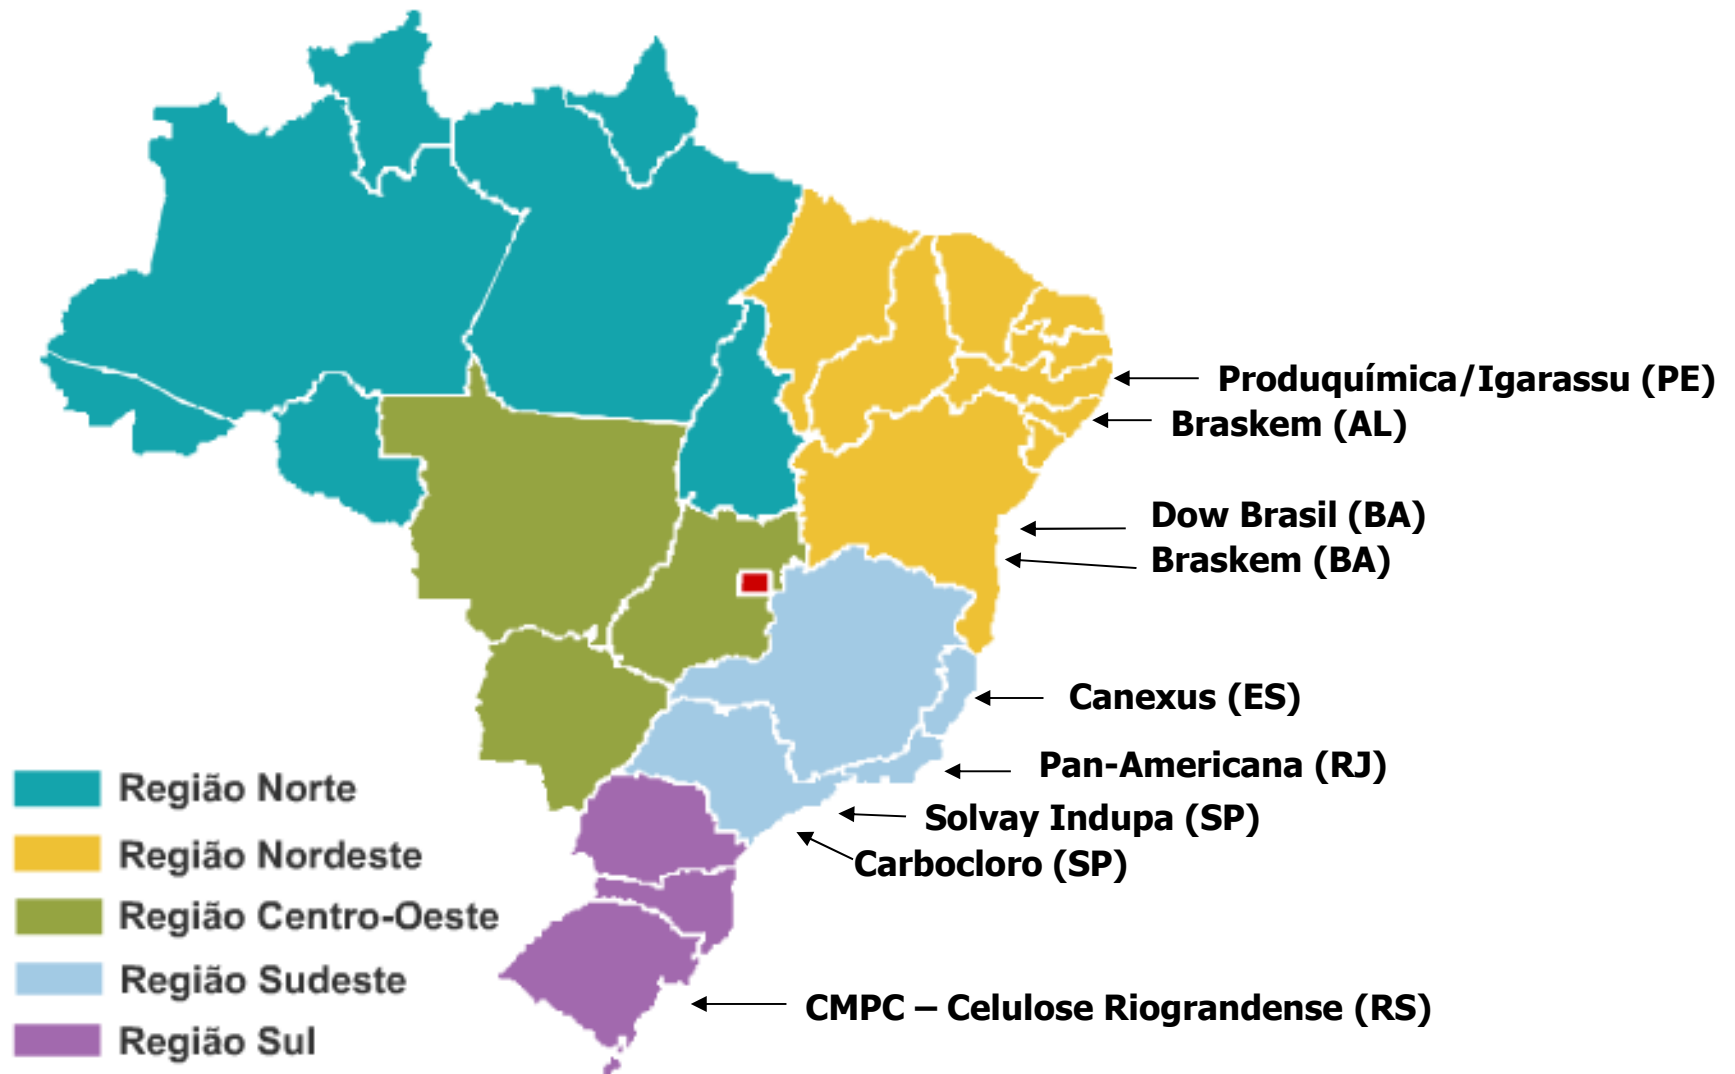 Produquímica/Igarassu (PE)
Braskem (AL)
Dow Brasil (BA)
Braskem (BA)
Canexus (ES)
Pan-Americana (RJ)
Solvay Indupa (SP)
Carbocloro (SP)
CMPC – Celulose Riograndense (RS)
Região Norte
Região Nordeste
Região Centro-Oeste
Região Sudeste
Região Sul